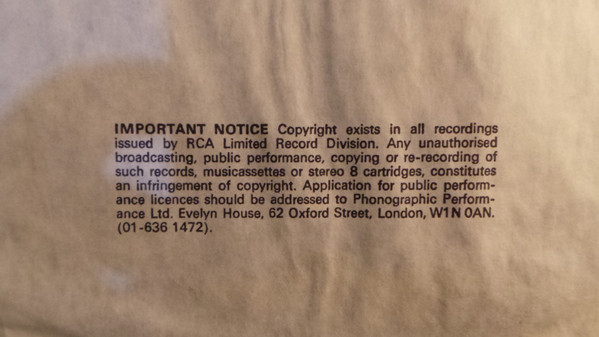 IMPORTANT NOTICE Copyright exists in all recordings
issued by RCA Limited Record Division. Any unauthorised
broadcasting, public performance, copying or re-recording of
such records, musicassettes or stereo 8 cartridges, constitutes
an infringement of copyright. Application for public perform-
ance licences should be addressed to Phonographic Perform-
ance Ltd. Evelyn House, 62 Oxford Street, London, W1N 0AN.
(01-636 1472).